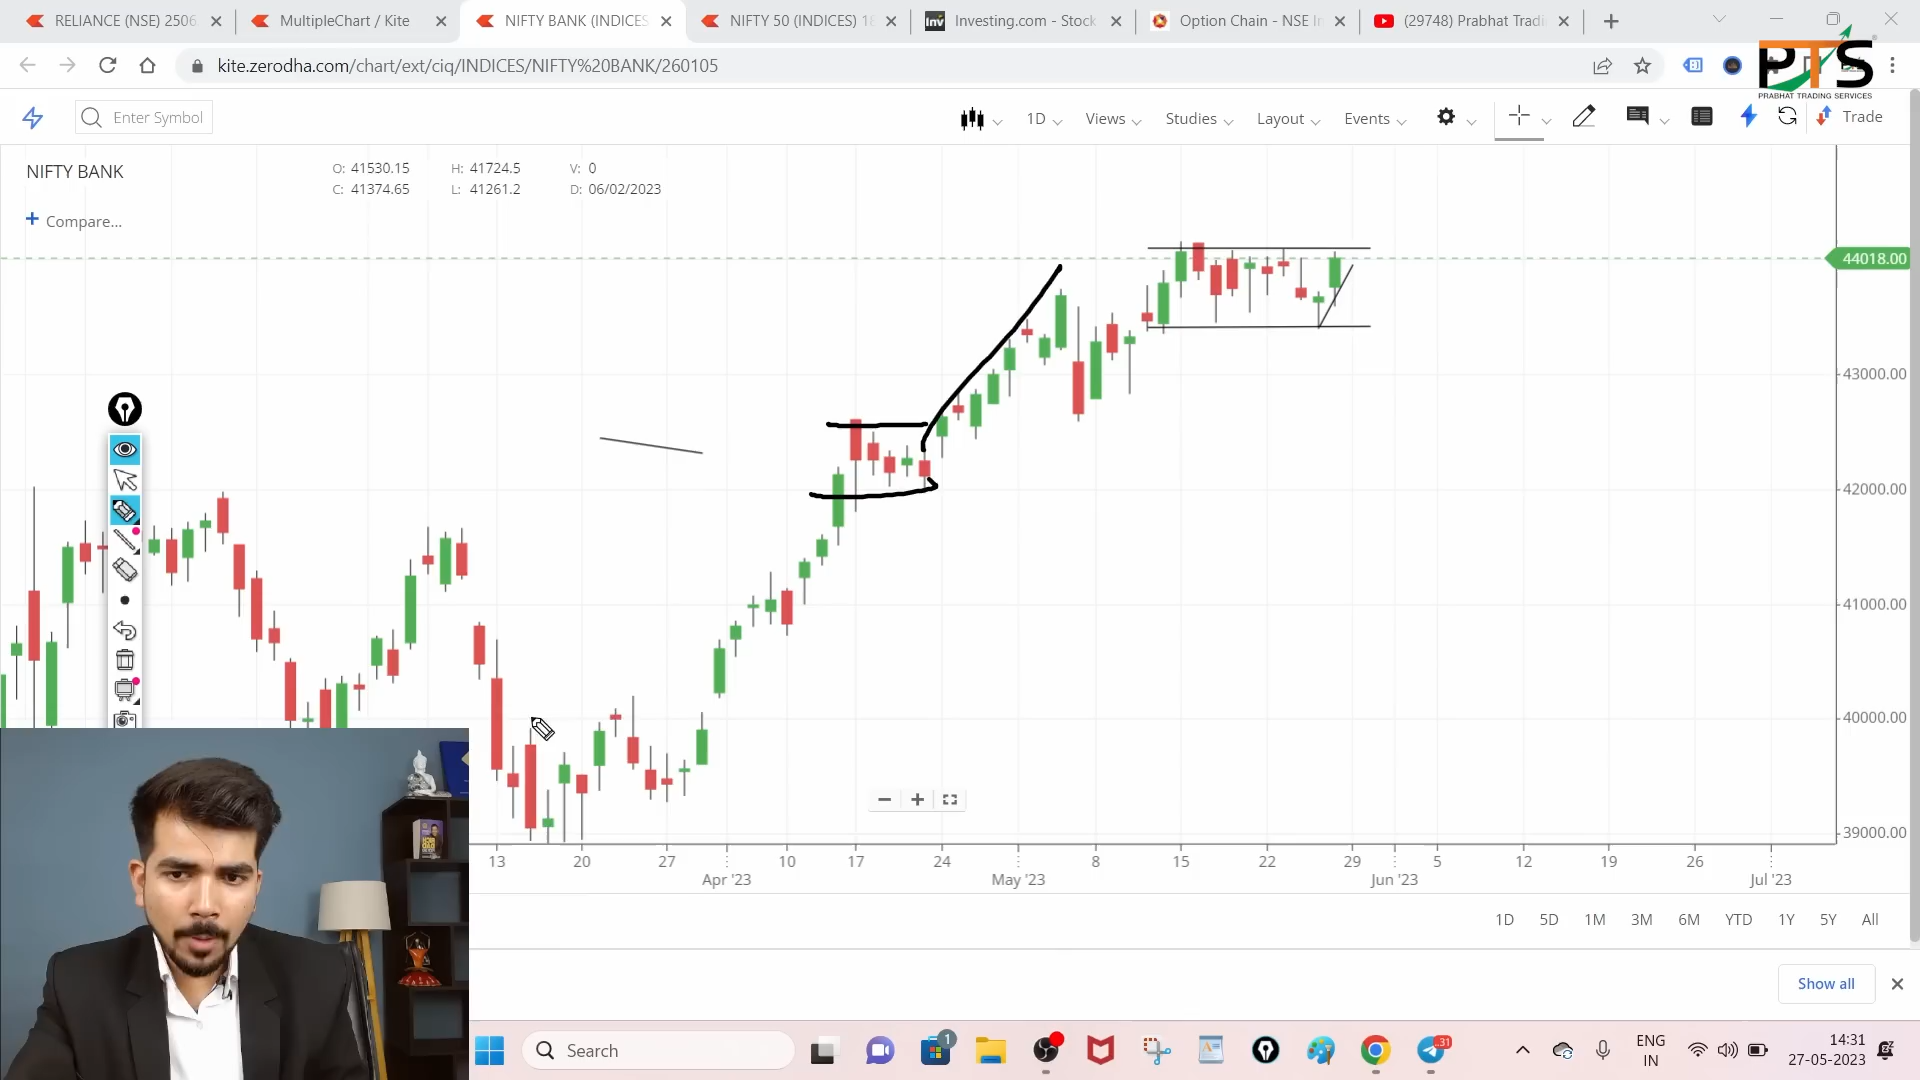 RELIANCE (NSE) 2506
MultipleChart / Kite
NIFTY BANK (INDICES
NIFTY 50 (INDICES) 18
Investing.com - Stock
Option Chain - NSE In
(29748) Prabhat Tradi
kite.zerodha.com/chart/ext/ciq/INDICES/NIFTY%20BANK/260105
PTS
PRABHAT TRADING SERVICES
Enter Symbol
1D
Views
Studies
Layout
Events
Trade
NIFTY BANK
O: 41530.15 H: 41724.5 V: 0
C: 41374.65 L: 41261.2 D: 06/02/2023
+ Compare...
44018.00
43000.00
42000.00
41000.00
40000.00
39000.00
13 20 27 10 17 24 8 15 22 29 5 12 19 26
Apr '23 May '23 Jun '23 Jul '23
1D 5D 1M 3M 6M YTD 1Y 5Y All
Show all
RICH DAD
Search
1
31
ENG
IN
14:31
27-05-2023